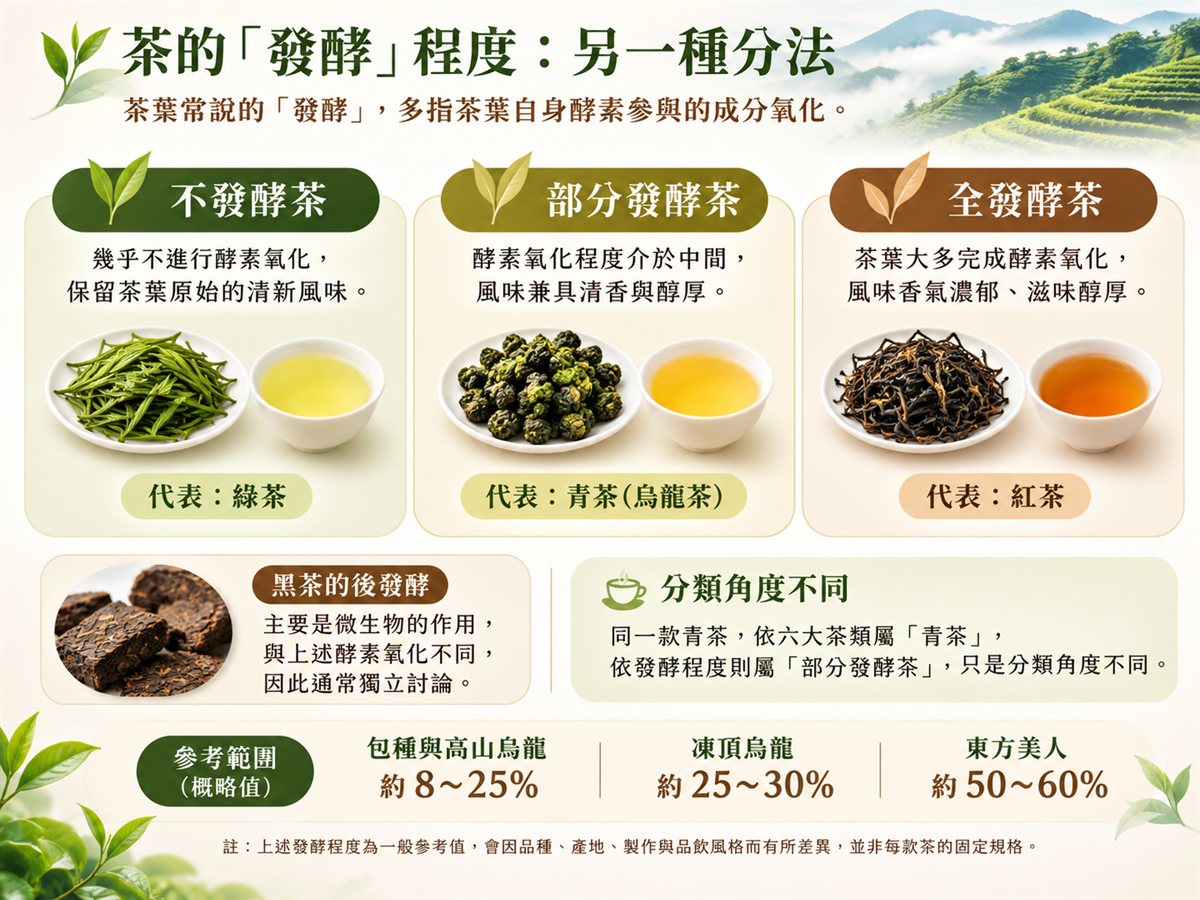 茶的「發酵」程度：另一種分法
茶葉常說的「發酵」，多指茶葉自身酵素參與的成分氧化。
不發酵茶
幾乎不進行酵素氧化，
保留茶葉原始的清新風味。
代表：綠茶
部分發酵茶
酵素氧化程度介於中間，
風味兼具清香與醇厚。
代表：青茶(烏龍茶)
全發酵茶
茶葉大多完成酵素氧化，
風味香氣濃郁、滋味醇厚。
代表：紅茶
黑茶的後發酵
主要是微生物的作用，
與上述酵素氧化不同，
因此通常獨立討論。
分類角度不同
同一款青茶，依六大茶類屬「青茶」，
依發酵程度則屬「部分發酵茶」，只是分類角度不同。
參考範圍
（概略值）
包種與高山烏龍
約 8～25%
凍頂烏龍
約 25～30%
東方美人
約 50～60%
註：上述發酵程度為一般參考值，會因品種、產地、製作與品飲風格而有所差異，並非每款茶的固定規格。